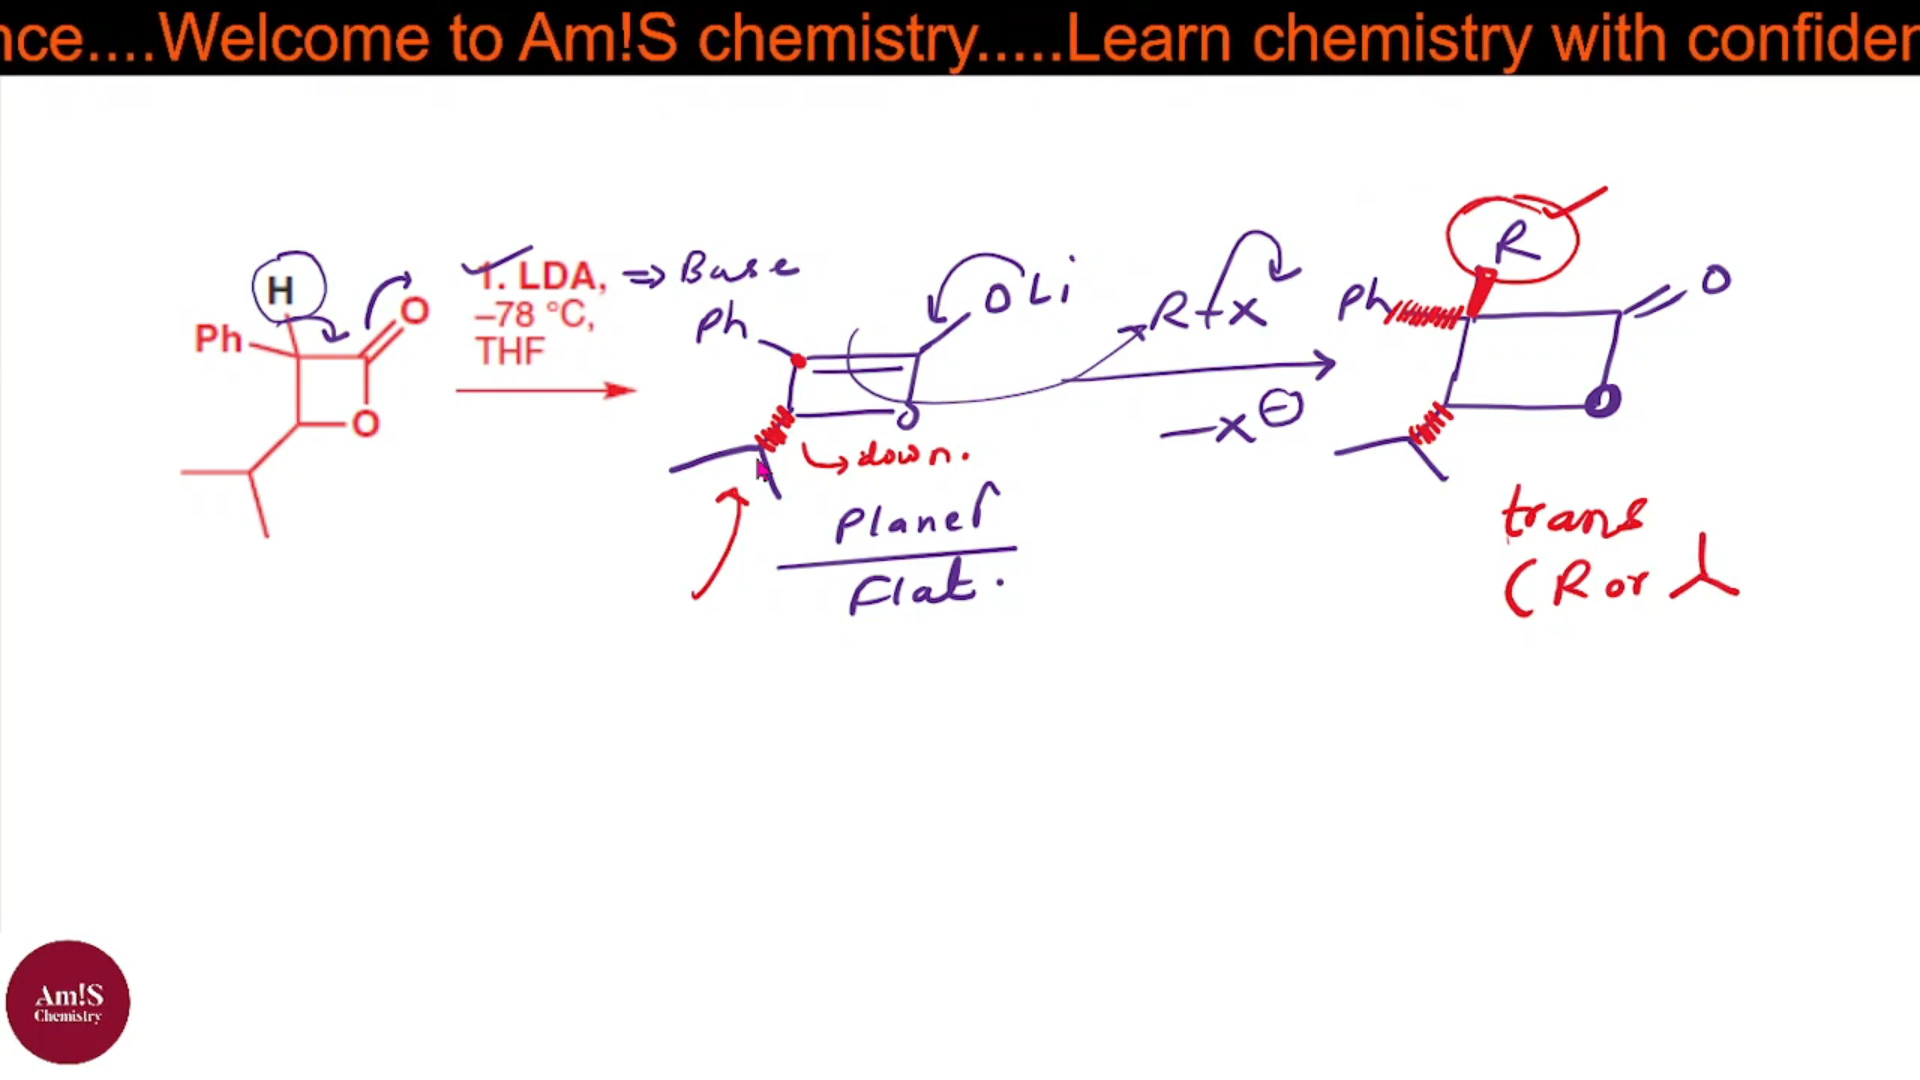 nce....Welcome to Am!S chemistry.....Learn chemistry with confiden
H
Ph
O
O
1. LDA,
–78 °C,
THF
⇒ Base
Ph
OLi
O
down.
Planer
Flat.
R+X
–X⊖
R
Ph
O
O
trans
(R or
Am!S
Chemistry